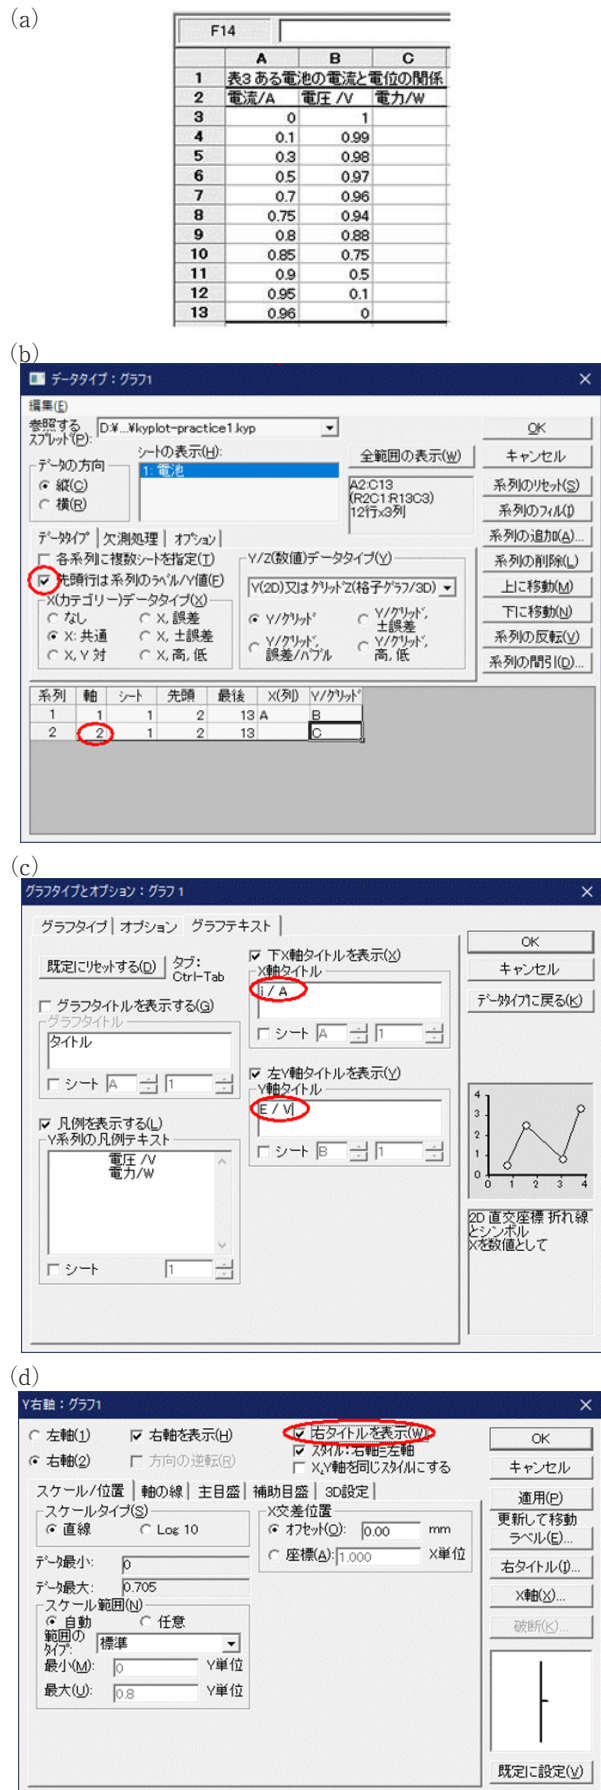 (a)
F14
A B C
1 表3 ある電池の電流と電位の関係
2 電流/A 電圧 /V 電力/W
3 0 1
4 0.1 0.99
5 0.3 0.98
6 0.5 0.97
7 0.7 0.96
8 0.75 0.94
9 0.8 0.88
10 0.85 0.75
11 0.9 0.5
12 0.95 0.1
13 0.96 0
(b)
データタイプ：グラフ1 ×
編集(E)
参照する
スプレッド(P): D:¥...¥kyplot-practice1.kyp OK
シートの表示(H): 全範囲の表示(W) キャンセル
データの方向
縦(C)
横(R)
1: 電池
A2:C13
(R2C1:R13C3)
12行x3列
系列のリセット(S)
系列のフィル(I)
系列の追加(A)...
系列の削除(L)
上に移動(M)
下に移動(N)
系列の反転(V)
系列の間引(D)...
データタイプ 欠測処理 オプション
各系列に複数シートを指定(T)
先頭行は系列のラベル/Y値(F)
X(カテゴリー)データタイプ(X)
なし X, 誤差
X: 共通 X, ±誤差
X, Y 対 X, 高, 低
Y/Z(数値)データタイプ(Y)
Y(2D)又はグリッドZ(格子グラフ/3D)
Y/グリッド Y/グリッド, ±誤差
Y/グリッド, 誤差/バブル Y/グリッド, 高, 低
系列 軸 シート 先頭 最後 X(列) Y/グリッド
1 1 1 2 13 A B
2 2 1 2 13 C
(c)
グラフタイプとオプション：グラフ 1 ×
グラフタイプ オプション グラフテキスト
OK
キャンセル
データタイプに戻る(K)
既定にリセットする(D) タブ:
Ctrl-Tab
グラフタイトルを表示する(G)
グラフタイトル
タイトル
シート A 1
凡例を表示する(L)
Y系列の凡例テキスト
電圧 /V
電力/W
シート 1
下X軸タイトルを表示(X)
X軸タイトル
i / A
シート A 1
左Y軸タイトルを表示(Y)
Y軸タイトル
E / V
シート B 1
4
3
2
1
0
0 1 2 3 4
2D 直交座標 折れ線
とシンボル
Xを数値として
(d)
Y右軸：グラフ1 ×
左軸(1) 右軸を表示(H) 右タイトルを表示(W)
右軸(2) 方向の逆転(R) スタイル: 右軸=左軸
X,Y軸を同じスタイルにする
OK
キャンセル
適用(P)
更新して移動
ラベル(E)...
右タイトル(I)...
X軸(X)...
破断(K)...
既定に設定(V)
スケール/位置 軸の線 主目盛 補助目盛 3D設定
スケールタイプ(S)
直線 Log 10
データ最小: 0
データ最大: 0.705
スケール範囲(N)
自動 任意
範囲の
タイプ: 標準
最小(M): 0 Y単位
最大(U): 0.8 Y単位
X交差位置
オフセット(O): 0.00 mm
座標(A): 1.000 X単位